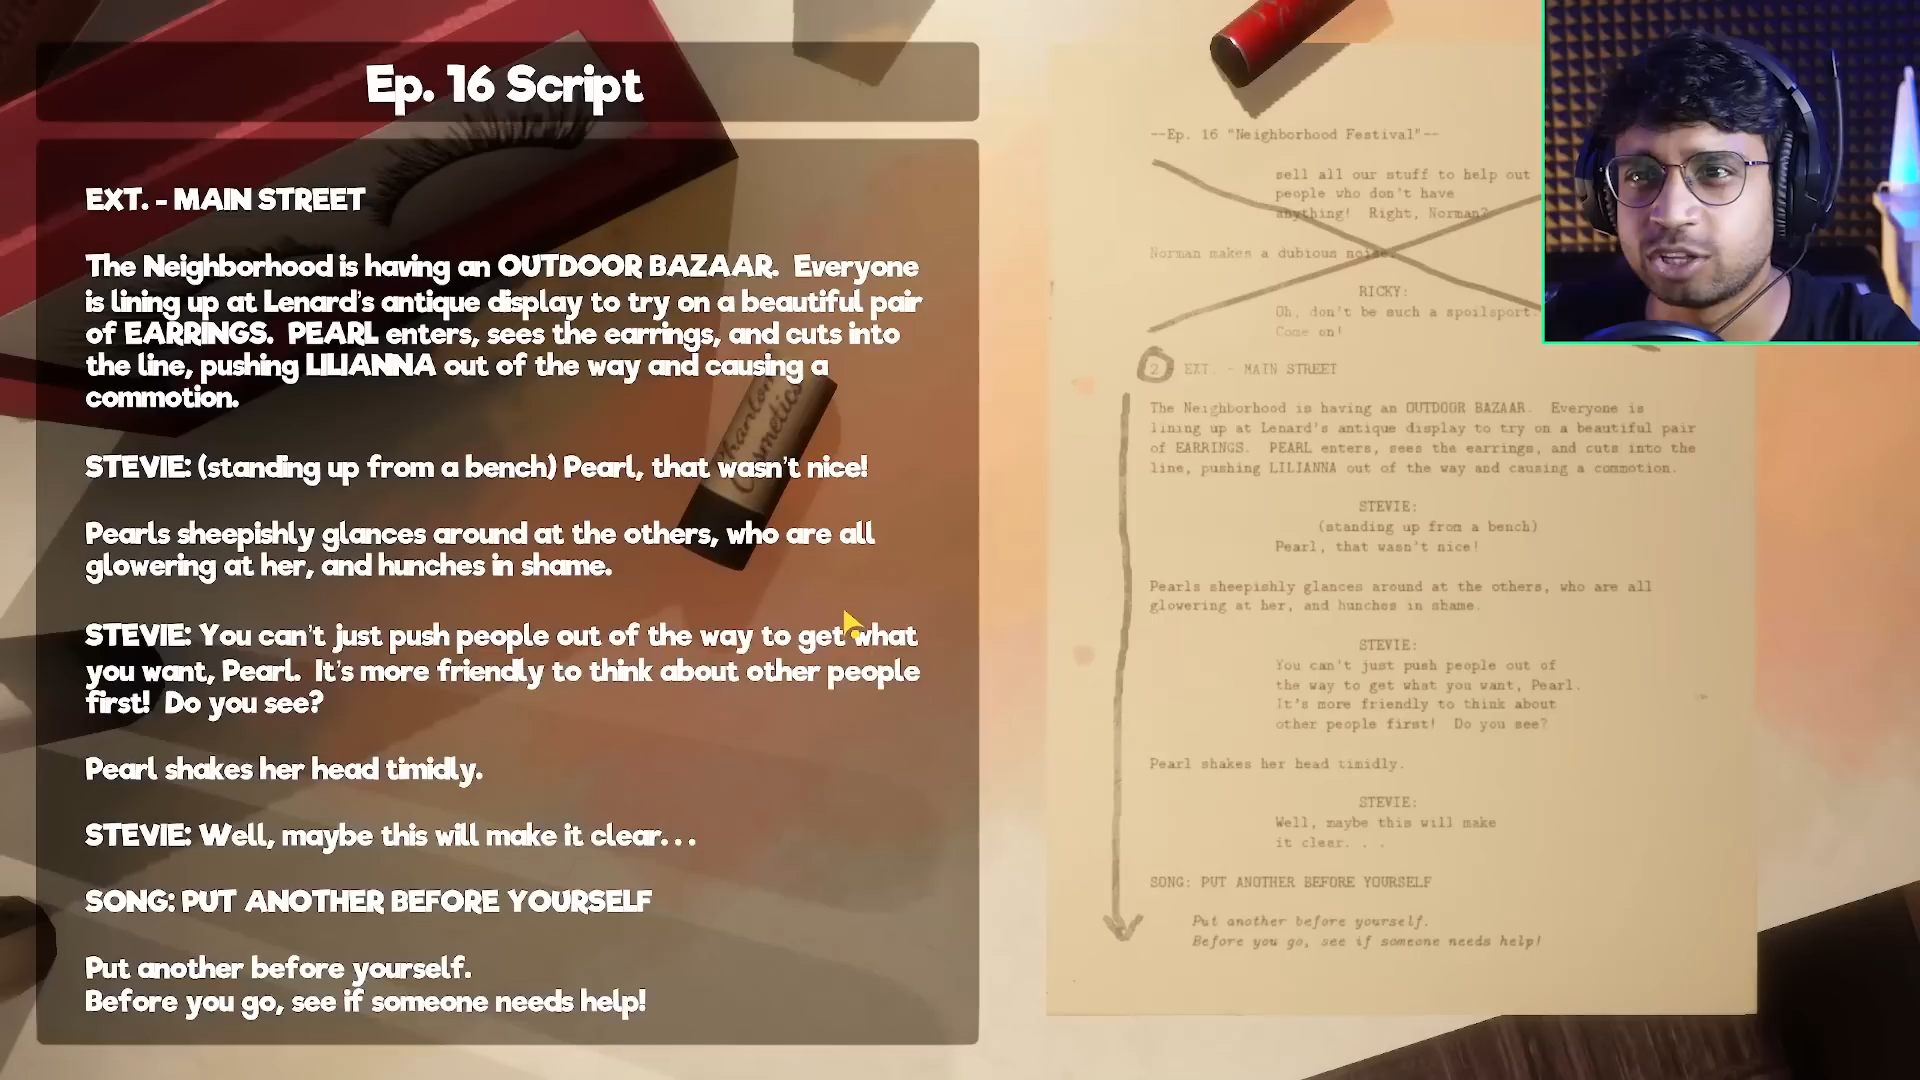 Ep. 16 Script
EXT. - MAIN STREET
The Neighborhood is having an OUTDOOR BAZAAR. Everyone
is lining up at Lenard's antique display to try on a beautiful pair
of EARRINGS. PEARL enters, sees the earrings, and cuts into
the line, pushing LILIANNA out of the way and causing a
commotion.
STEVIE: (standing up from a bench) Pearl, that wasn't nice!
Pearls sheepishly glances around at the others, who are all
glowering at her, and hunches in shame.
STEVIE: You can't just push people out of the way to get what
you want, Pearl. It's more friendly to think about other people
first! Do you see?
Pearl shakes her head timidly.
STEVIE: Well, maybe this will make it clear. . .
SONG: PUT ANOTHER BEFORE YOURSELF
Put another before yourself.
Before you go, see if someone needs help!
Cosmetics
--Ep. 16 "Neighborhood Festival"--
sell all our stuff to help out
people who don't have
anything! Right, Norman?
Norman makes a dubious noise.
RICKY:
Oh, don't be such a spoilsport.
Come on!
2 EXT. - MAIN STREET
The Neighborhood is having an OUTDOOR BAZAAR. Everyone is
lining up at Lenard's antique display to try on a beautiful pair
of EARRINGS. PEARL enters, sees the earrings, and cuts into the
line, pushing LILIANNA out of the way and causing a commotion.
STEVIE:
(standing up from a bench)
Pearl, that wasn't nice!
Pearls sheepishly glances around at the others, who are all
glowering at her, and hunches in shame.
STEVIE:
You can't just push people out of
the way to get what you want, Pearl.
It's more friendly to think about
other people first! Do you see?
Pearl shakes her head timidly.
STEVIE:
Well, maybe this will make
it clear. . .
SONG: PUT ANOTHER BEFORE YOURSELF
Put another before yourself.
Before you go, see if someone needs help!